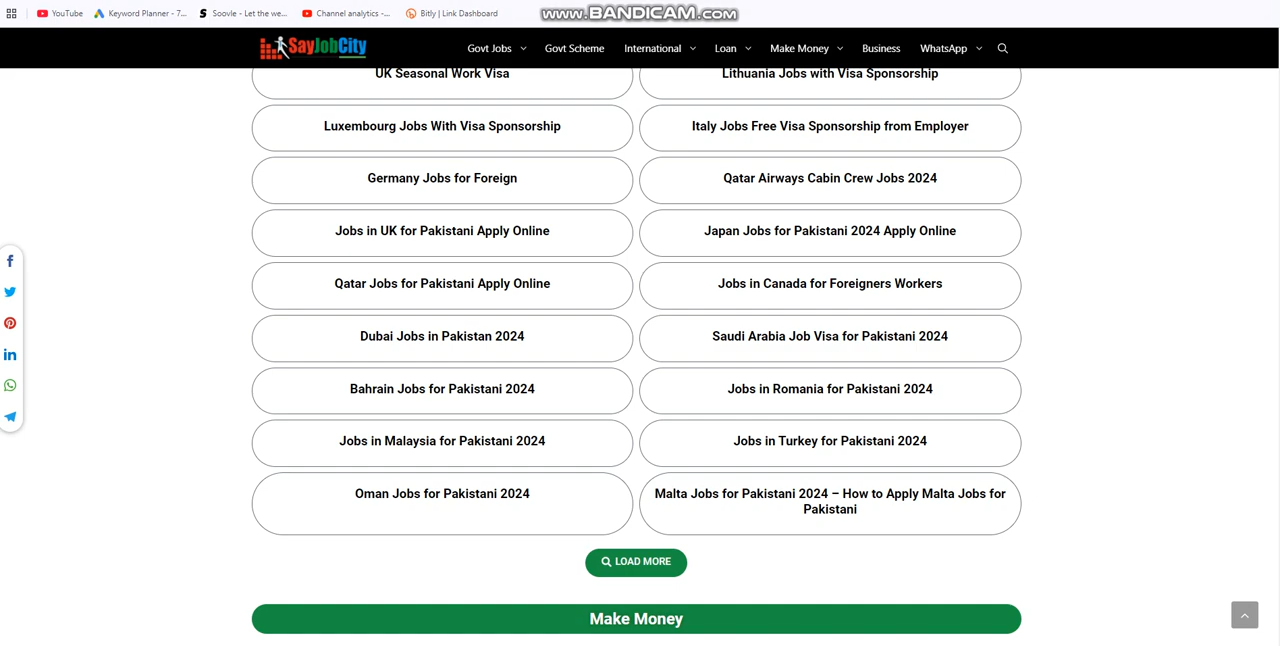 YouTube
Keyword Planner - 7...
Soovle - Let the we...
Channel analytics -...
Bitly | Link Dashboard
www.BANDICAM.com
SayJobCity
Govt Jobs
Govt Scheme
International
Loan
Make Money
Business
WhatsApp
UK Seasonal Work Visa
Lithuania Jobs with Visa Sponsorship
Luxembourg Jobs With Visa Sponsorship
Italy Jobs Free Visa Sponsorship from Employer
Germany Jobs for Foreign
Qatar Airways Cabin Crew Jobs 2024
Jobs in UK for Pakistani Apply Online
Japan Jobs for Pakistani 2024 Apply Online
Qatar Jobs for Pakistani Apply Online
Jobs in Canada for Foreigners Workers
Dubai Jobs in Pakistan 2024
Saudi Arabia Job Visa for Pakistani 2024
Bahrain Jobs for Pakistani 2024
Jobs in Romania for Pakistani 2024
Jobs in Malaysia for Pakistani 2024
Jobs in Turkey for Pakistani 2024
Oman Jobs for Pakistani 2024
Malta Jobs for Pakistani 2024 – How to Apply Malta Jobs for
Pakistani
LOAD MORE
Make Money